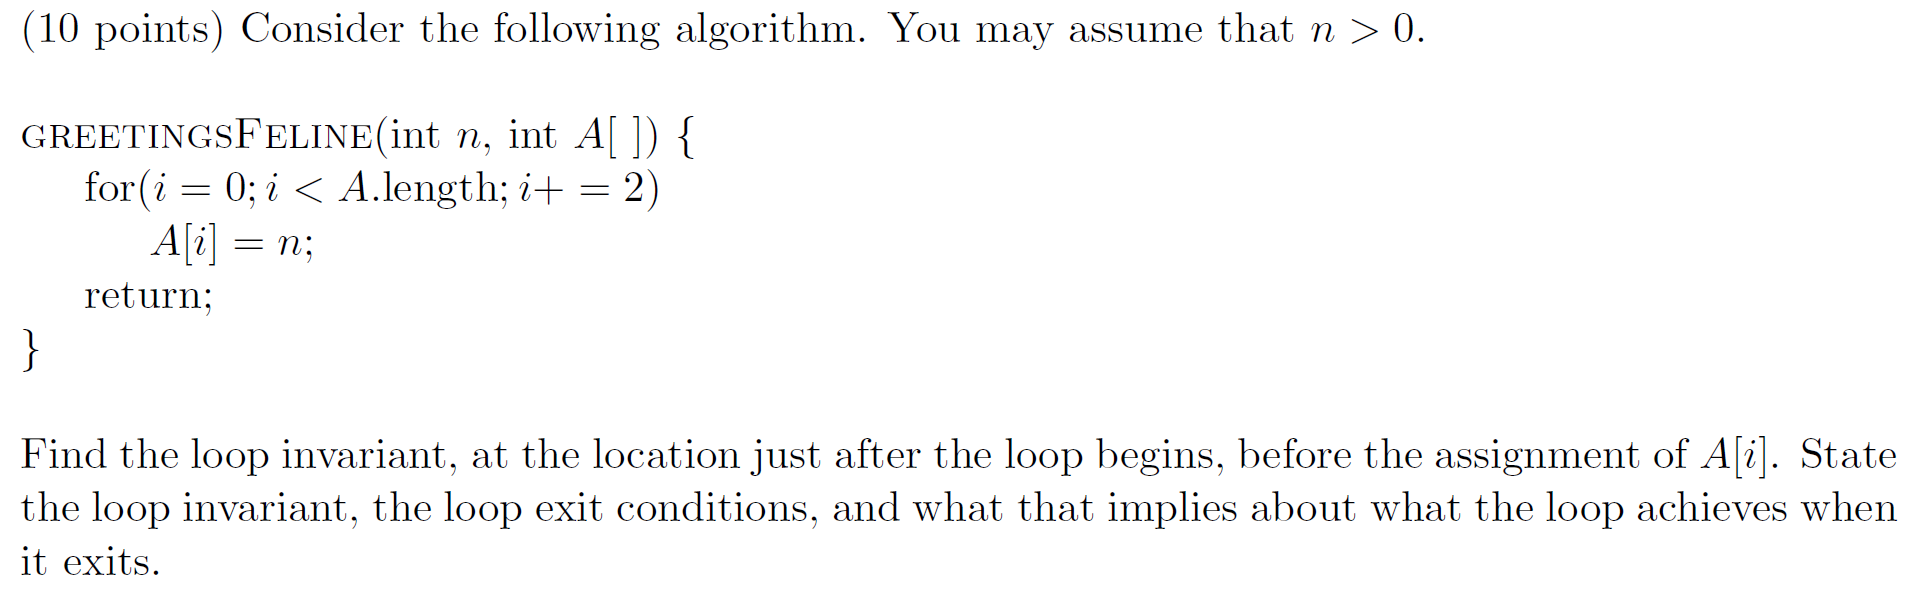 (10 points) Consider the following algorithm. You may assume that n > 0.
GREETINGSFELINE(int n, int A[ ]) {
for(i = 0; i < A.length; i+ = 2)
A[i] = n;
return;
}
Find the loop invariant, at the location just after the loop begins, before the assignment of A[i]. State
the loop invariant, the loop exit conditions, and what that implies about what the loop achieves when
it exits.